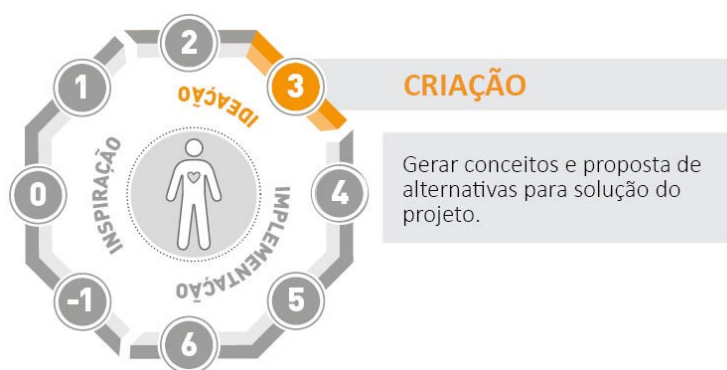 2
1
3
0
4
-1
5
6
IDEAÇÃO
INSPIRAÇÃO
IMPLEMENTAÇÃO
CRIAÇÃO
Gerar conceitos e proposta de
alternativas para solução do
projeto.